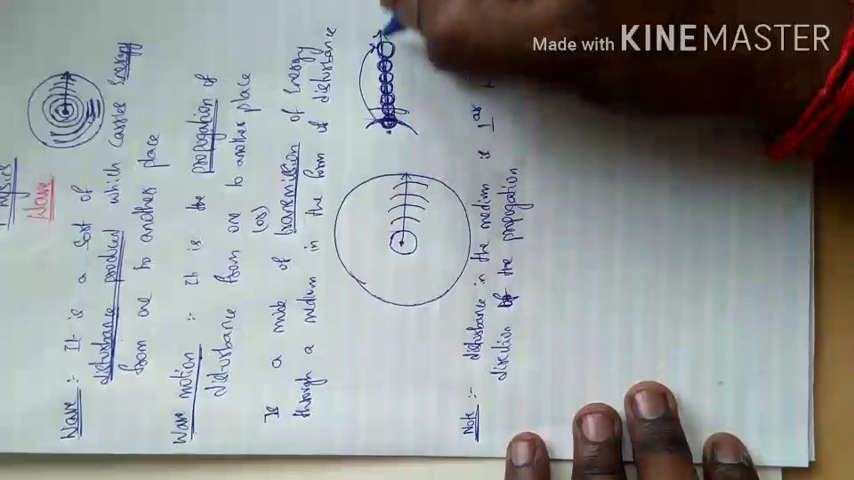 Physics
Wave
Wave :- It is a sort of
disturbance produced which carries Energy
from one to another place
Wave motion :- It is the propagation of
disturbance from one to another place
(or)
Is a mode of transmission of Energy
through a medium in the form of disturbance
Note :- disturbance in the medium is 1ar
direction of the propagation
Made with KINEMASTER